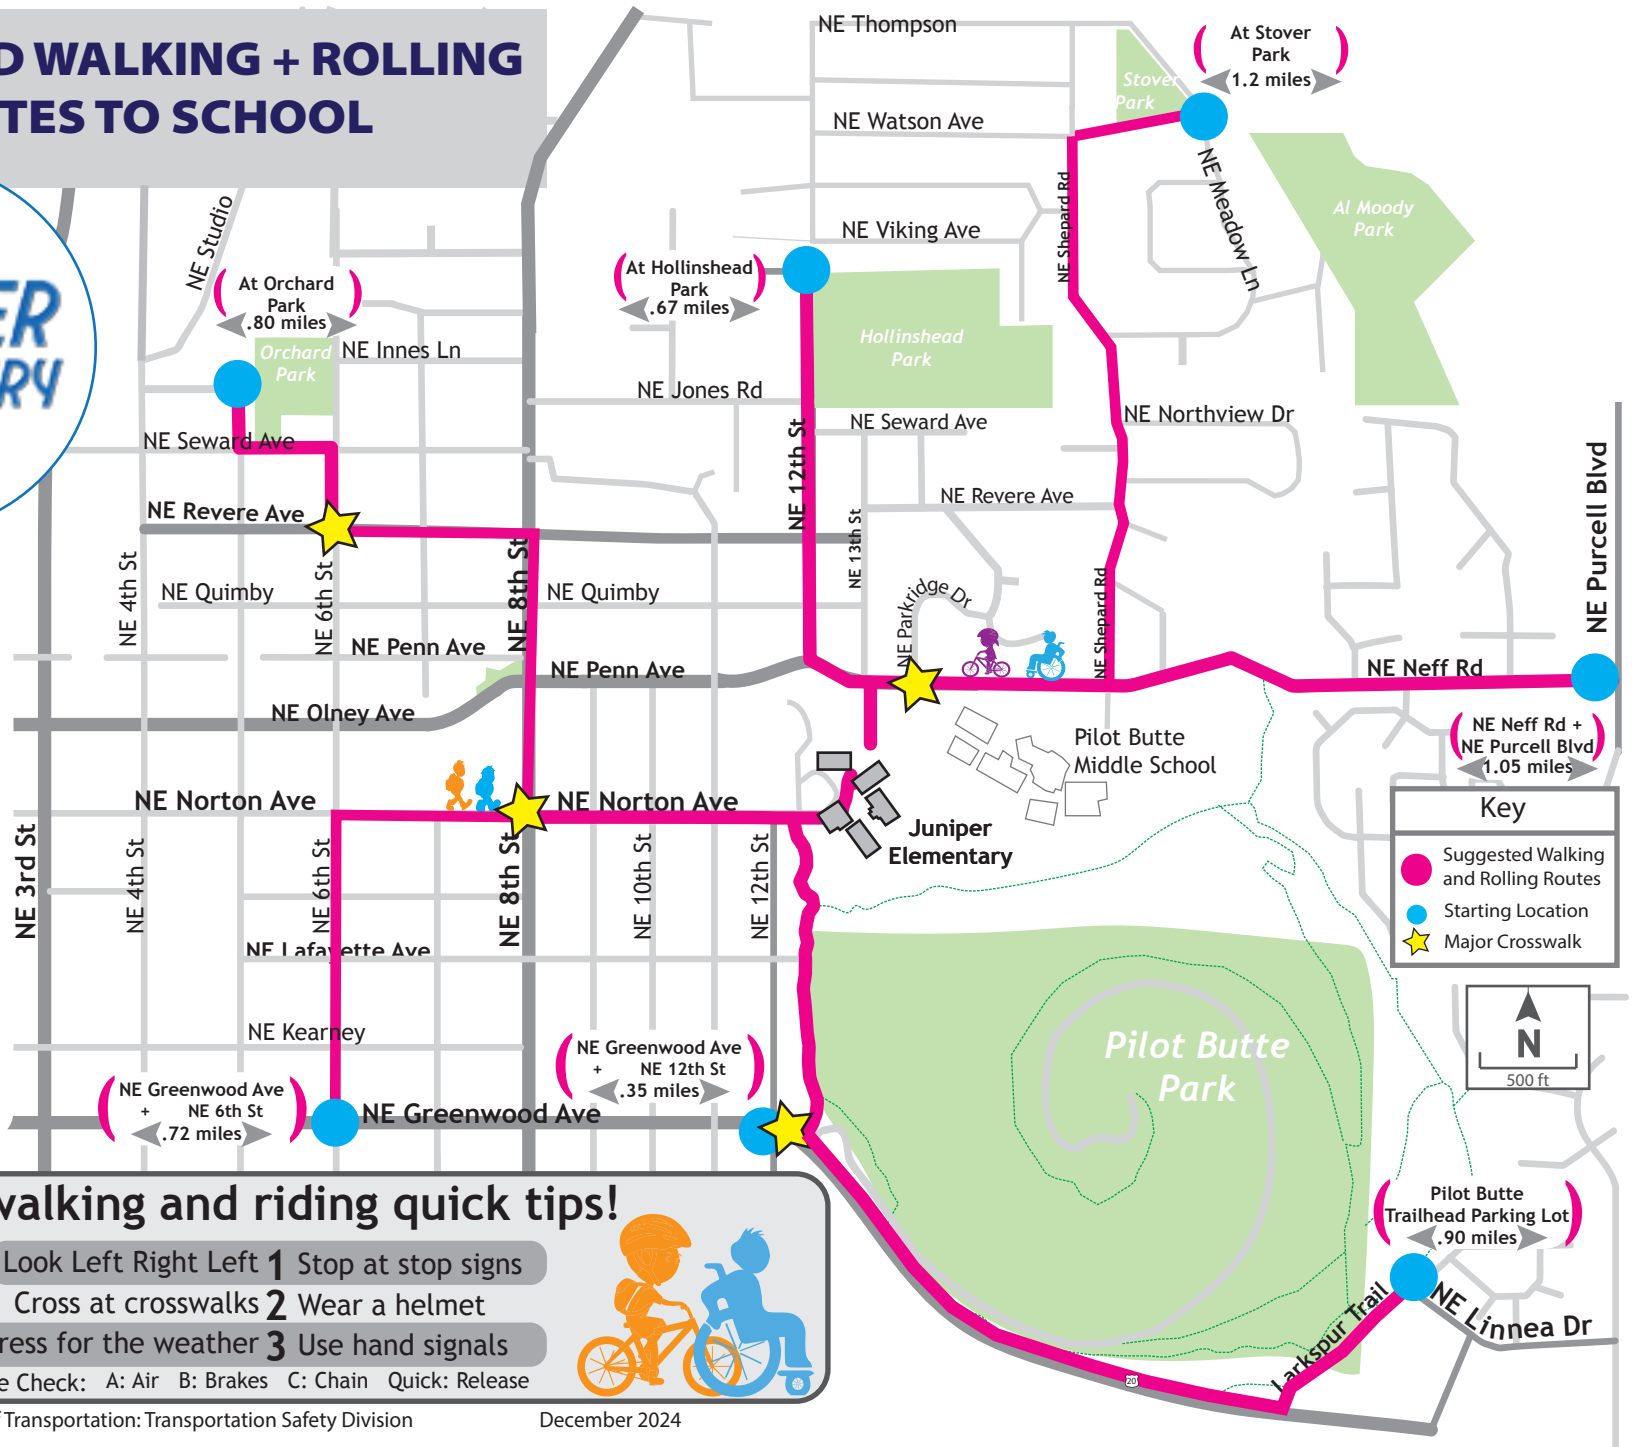 D WALKING + ROLLING
TES TO SCHOOL
ER
RY
NE Thompson
At Stover
Park
1.2 miles
Stover
Park
NE Watson Ave
NE Shepard Rd
NE Meadow Ln
Al Moody
Park
NE Studio
NE Viking Ave
At Orchard
Park
.80 miles
At Hollinshead
Park
.67 miles
Hollinshead
Park
Orchard
Park
NE Innes Ln
NE Jones Rd
NE Seward Ave
NE Northview Dr
NE Seward Ave
NE 12th St
NE Purcell Blvd
NE Revere Ave
NE Revere Ave
NE 13th St
NE 4th St
NE 6th St
NE 8th St
NE Quimby
NE Quimby
NE Parkridge Dr
NE Shepard Rd
NE Penn Ave
NE Penn Ave
NE Neff Rd
NE Olney Ave
NE Neff Rd +
NE Purcell Blvd
1.05 miles
Pilot Butte
Middle School
NE Norton Ave
NE Norton Ave
Juniper
Elementary
Key
Suggested Walking
and Rolling Routes
Starting Location
Major Crosswalk
NE 3rd St
NE 4th St
NE 6th St
NE 8th St
NE 10th St
NE 12th St
NE Lafayette Ave
NE Kearney
N
500 ft
Pilot Butte
Park
NE Greenwood Ave
+ NE 12th St
.35 miles
NE Greenwood Ave
+ NE 6th St
.72 miles
NE Greenwood Ave
Pilot Butte
Trailhead Parking Lot
.90 miles
Larkspur Trail
NE Linnea Dr
20
walking and riding quick tips!
Look Left Right Left 1 Stop at stop signs
Cross at crosswalks 2 Wear a helmet
ress for the weather 3 Use hand signals
e Check: A: Air B: Brakes C: Chain Quick: Release
f Transportation: Transportation Safety Division
December 2024